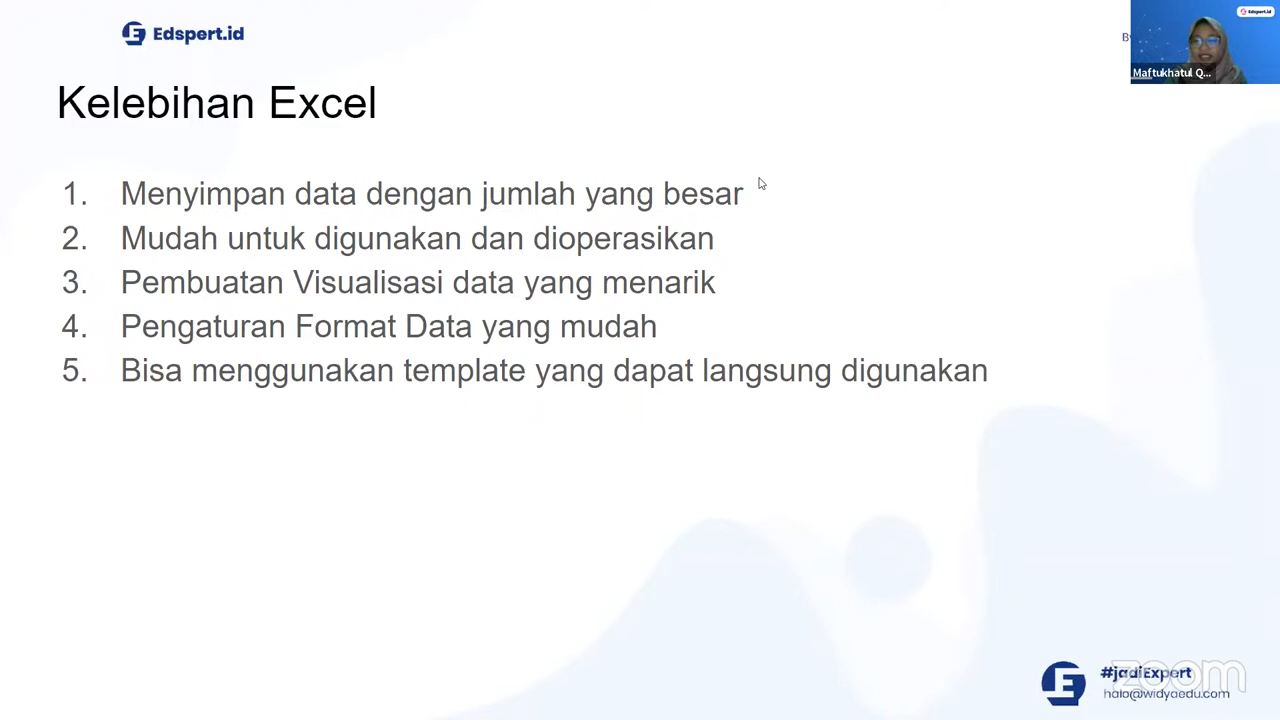 Edspert.id
Edspert.id
Maftukhatul Q...
Kelebihan Excel
1. Menyimpan data dengan jumlah yang besar
2. Mudah untuk digunakan dan dioperasikan
3. Pembuatan Visualisasi data yang menarik
4. Pengaturan Format Data yang mudah
5. Bisa menggunakan template yang dapat langsung digunakan
#jadiExpert
zoom
halo@widyaedu.com